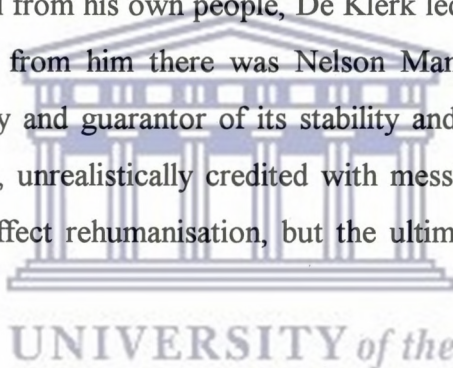 from his own people, De Klerk led
from him there was Nelson Man
y and guarantor of its stability and
, unrealistically credited with mess
ffect rehumanisation, but the ultim
UNIVERSITY of the